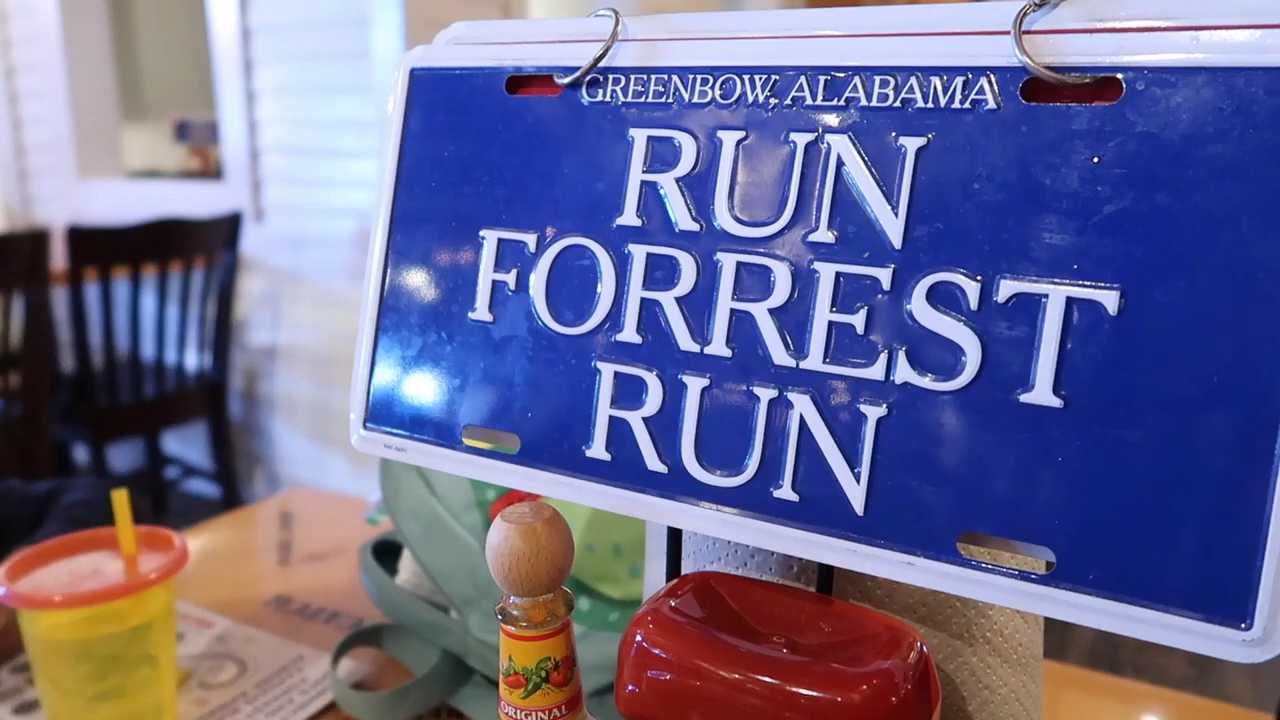 GREENBOW, ALABAMA
RUN
FORREST
RUN
ORIGINAL